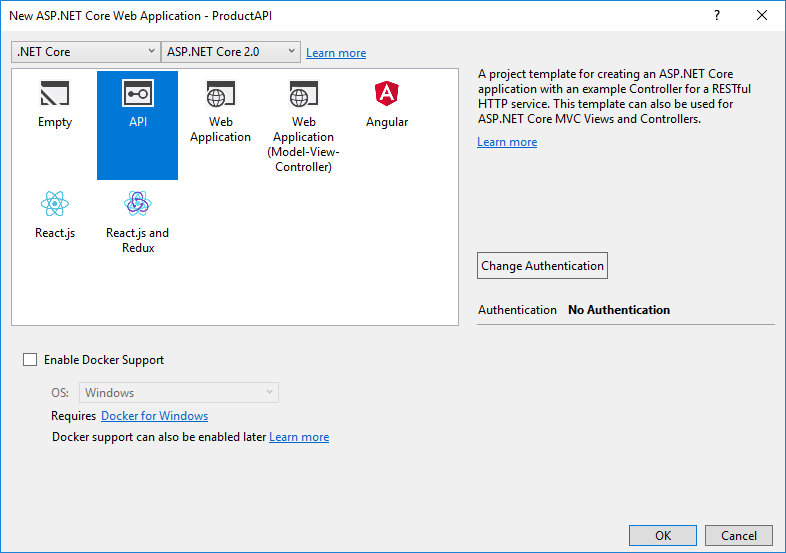 New ASP.NET Core Web Application - ProductAPI
?
.NET Core
ASP.NET Core 2.0
Learn more
Empty
API
Web
Application
Web
Application
(Model-View-
Controller)
Angular
React.js
React.js and
Redux
A project template for creating an ASP.NET Core
application with an example Controller for a RESTful
HTTP service. This template can also be used for
ASP.NET Core MVC Views and Controllers.
Learn more
Change Authentication
Authentication No Authentication
Enable Docker Support
OS: Windows
Requires Docker for Windows
Docker support can also be enabled later Learn more
OK
Cancel